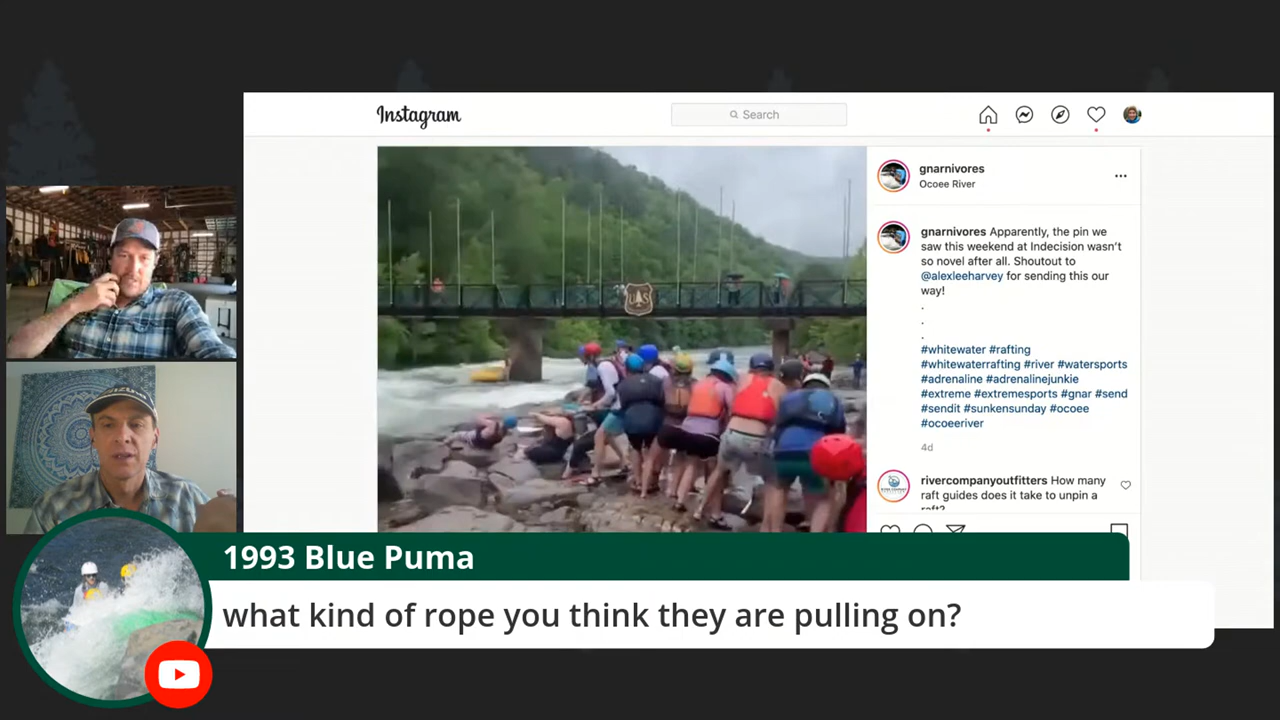 Instagram
Search
gnarnivores
Ocoee River
gnarnivores Apparently, the pin we
saw this weekend at Indecision wasn't
so novel after all. Shoutout to
@alexleeharvey for sending this our
way!
.
.
#whitewater #rafting
#whitewaterrafting #river #watersports
#adrenaline #adrenalinejunkie
#extreme #extremesports #gnar #send
#sendit #sunkensunday #ocoee
#ocoeeriver
4d
rivercompanyoutfitters How many
raft guides does it take to unpin a
raft?
U S
1993 Blue Puma
what kind of rope you think they are pulling on?